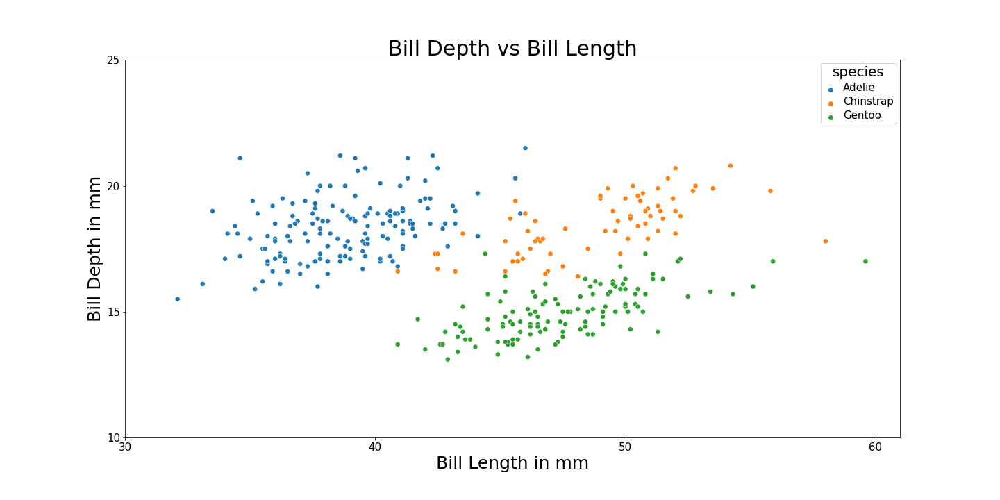 Bill Depth vs Bill Length
species
Adelie
Chinstrap
Gentoo
Bill Depth in mm
25
20
15
10
30 40 50 60
Bill Length in mm